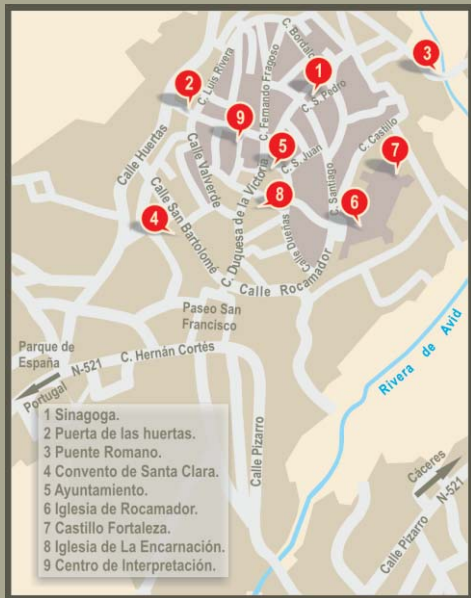 C. Bordalo
3
1
2
C. Luis Rivera
C. Fernando Fragoso
C. S. Pedro
9
Calle Huertas
C. Castillo
5
7
C. S. Juan
Calle Valverde
C. Santiago
8
6
4
Calle San Bartolomé
C. Duquesa de la Victoria
Calle Dueñas
Calle Rocamador
Paseo San
Francisco
Parque de
España
N-521
C. Hernán Cortés
Portugal
Rivera de Avid
Calle Pizarro
Cáceres
N-521
Calle Pizarro
1 Sinagoga.
2 Puerta de las huertas.
3 Puente Romano.
4 Convento de Santa Clara.
5 Ayuntamiento.
6 Iglesia de Rocamador.
7 Castillo Fortaleza.
8 Iglesia de La Encarnación.
9 Centro de Interpretación.